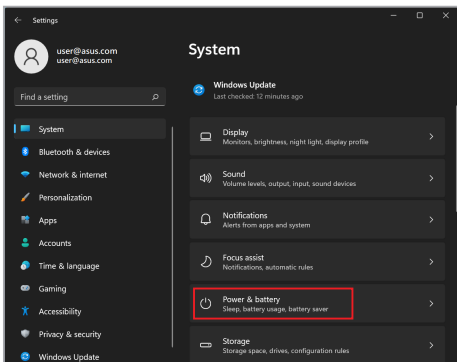 Settings
user@asus.com
user@asus.com
Find a setting
System
Bluetooth & devices
Network & internet
Personalization
Apps
Accounts
Time & language
Gaming
Accessibility
Privacy & security
Windows Update
System
Windows Update
Last checked: 12 minutes ago
Display
Monitors, brightness, night light, display profile
Sound
Volume levels, output, input, sound devices
Notifications
Alerts from apps and system
Focus assist
Notifications, automatic rules
Power & battery
Sleep, battery usage, battery saver
Storage
Storage space, drives, configuration rules